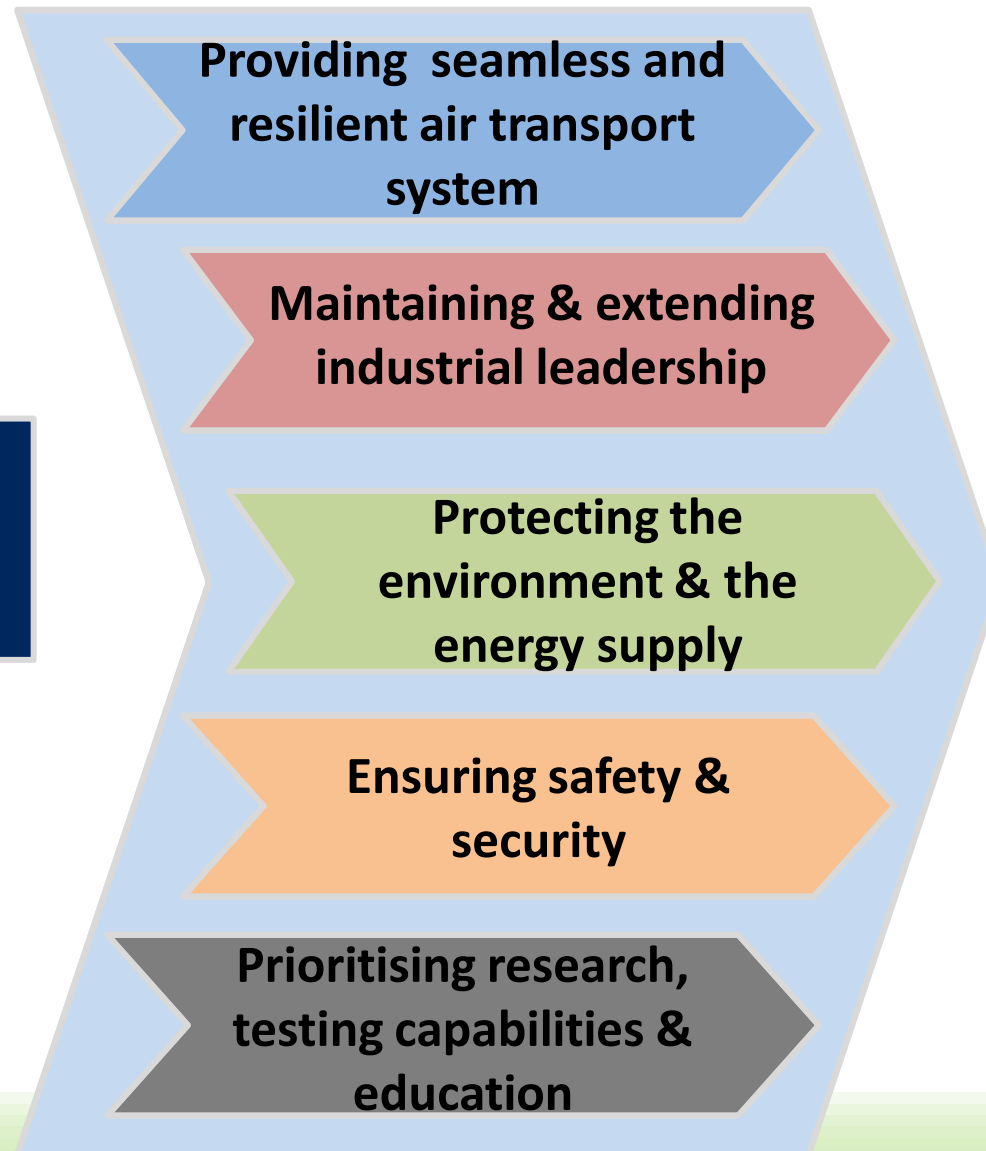 Providing seamless and
resilient air transport
system
Maintaining & extending
industrial leadership
Protecting the
environment & the
energy supply
Ensuring safety &
security
Prioritising research,
testing capabilities &
education